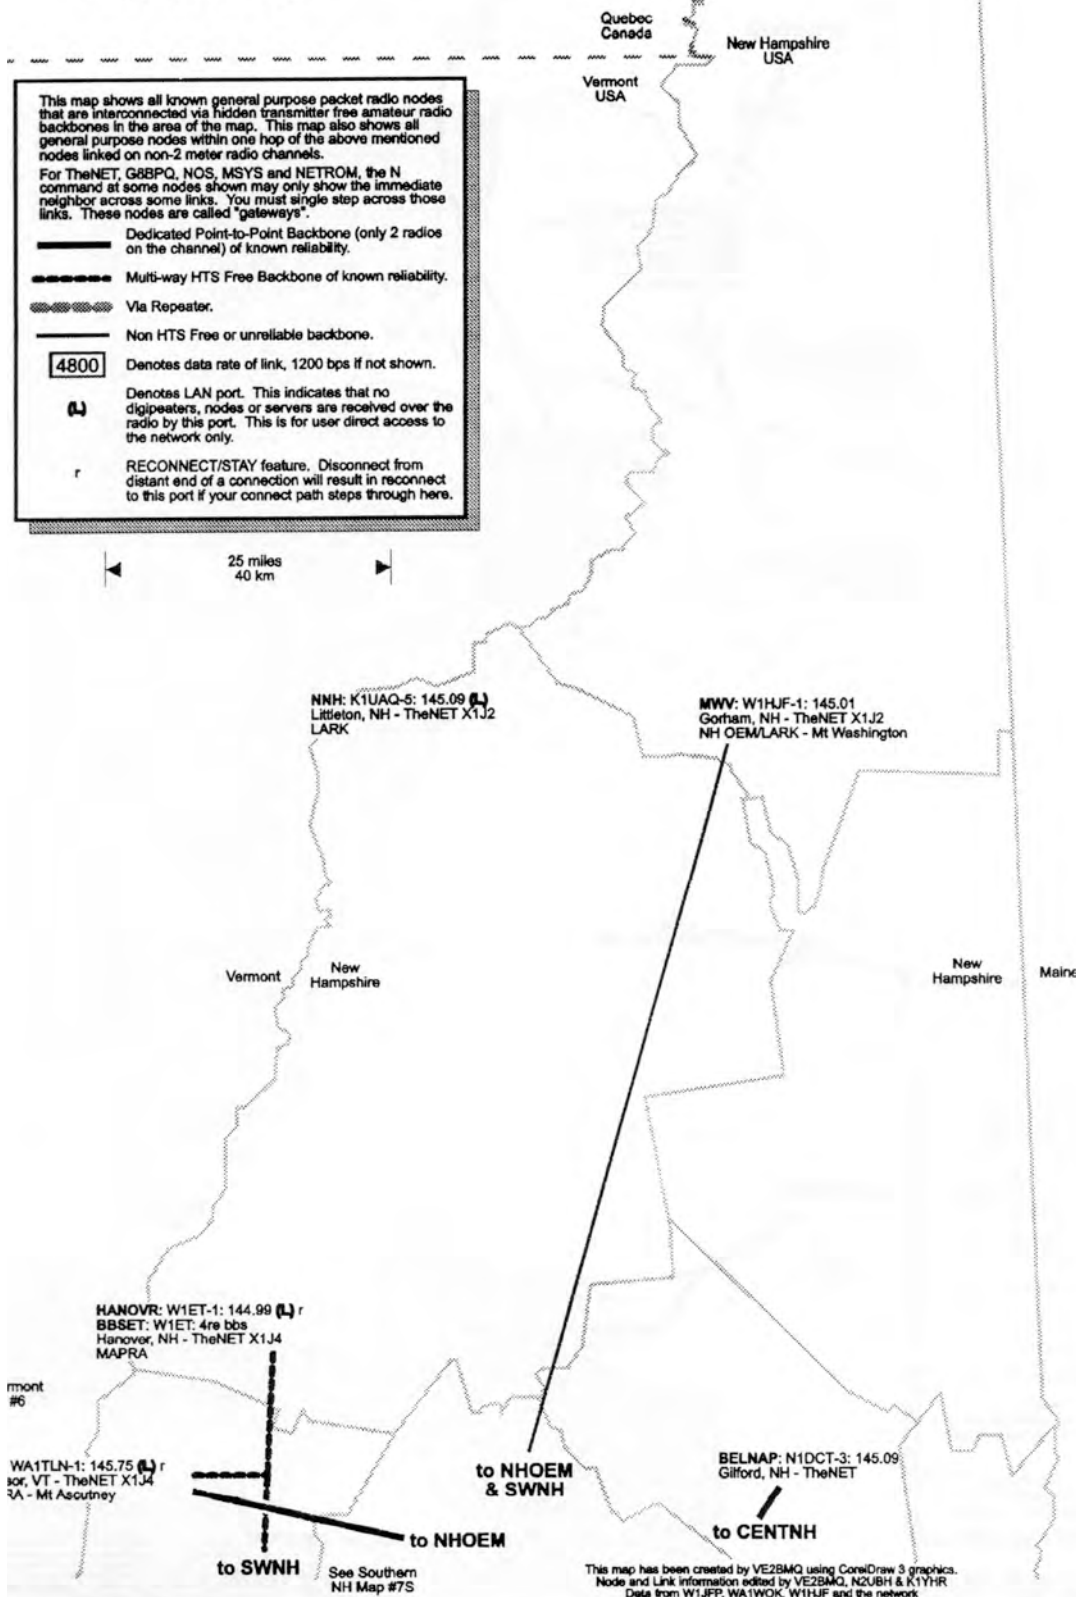 Quebec
Canada
New Hampshire
USA
Vermont
USA
This map shows all known general purpose packet radio nodes
that are interconnected via hidden transmitter free amateur radio
backbones in the area of the map. This map also shows all
general purpose nodes within one hop of the above mentioned
nodes linked on non-2 meter radio channels.
For TheNET, G8BPQ, NOS, MSYS and NETROM, the N
command at some nodes shown may only show the immediate
neighbor across some links. You must single step across those
links. These nodes are called "gateways".
Dedicated Point-to-Point Backbone (only 2 radios
on the channel) of known reliability.
Multi-way HTS Free Backbone of known reliability.
Via Repeater.
Non HTS Free or unreliable backbone.
4800 Denotes data rate of link, 1200 bps if not shown.
(L) Denotes LAN port. This indicates that no
digipeaters, nodes or servers are received over the
radio by this port. This is for user direct access to
the network only.
r RECONNECT/STAY feature. Disconnect from
distant end of a connection will result in reconnect
to this port if your connect path steps through here.
25 miles
40 km
NNH: K1UAQ-5: 145.09 (L)
Littleton, NH - TheNET X1J2
LARK
MWV: W1HJF-1: 145.01
Gorham, NH - TheNET X1J2
NH OEM/LARK - Mt Washington
Vermont
New
Hampshire
New
Hampshire
Maine
HANOVR: W1ET-1: 144.99 (L) r
BBSET: W1ET: 4re bbs
Hanover, NH - TheNET X1J4
MAPRA
rmont
#6
WA1TLN-1: 145.75 (L) r
sor, VT - TheNET X1J4
RA - Mt Ascutney
to NHOEM
& SWNH
BELNAP: N1DCT-3: 145.09
Gilford, NH - TheNET
to CENTNH
to NHOEM
to SWNH
See Southern
NH Map #7S
This map has been created by VE2BMQ using CorelDraw 3 graphics.
Node and Link information edited by VE2BMQ, N2UBH & K1YHR
Data from W1JFP, WA1WOK, W1HJF and the network